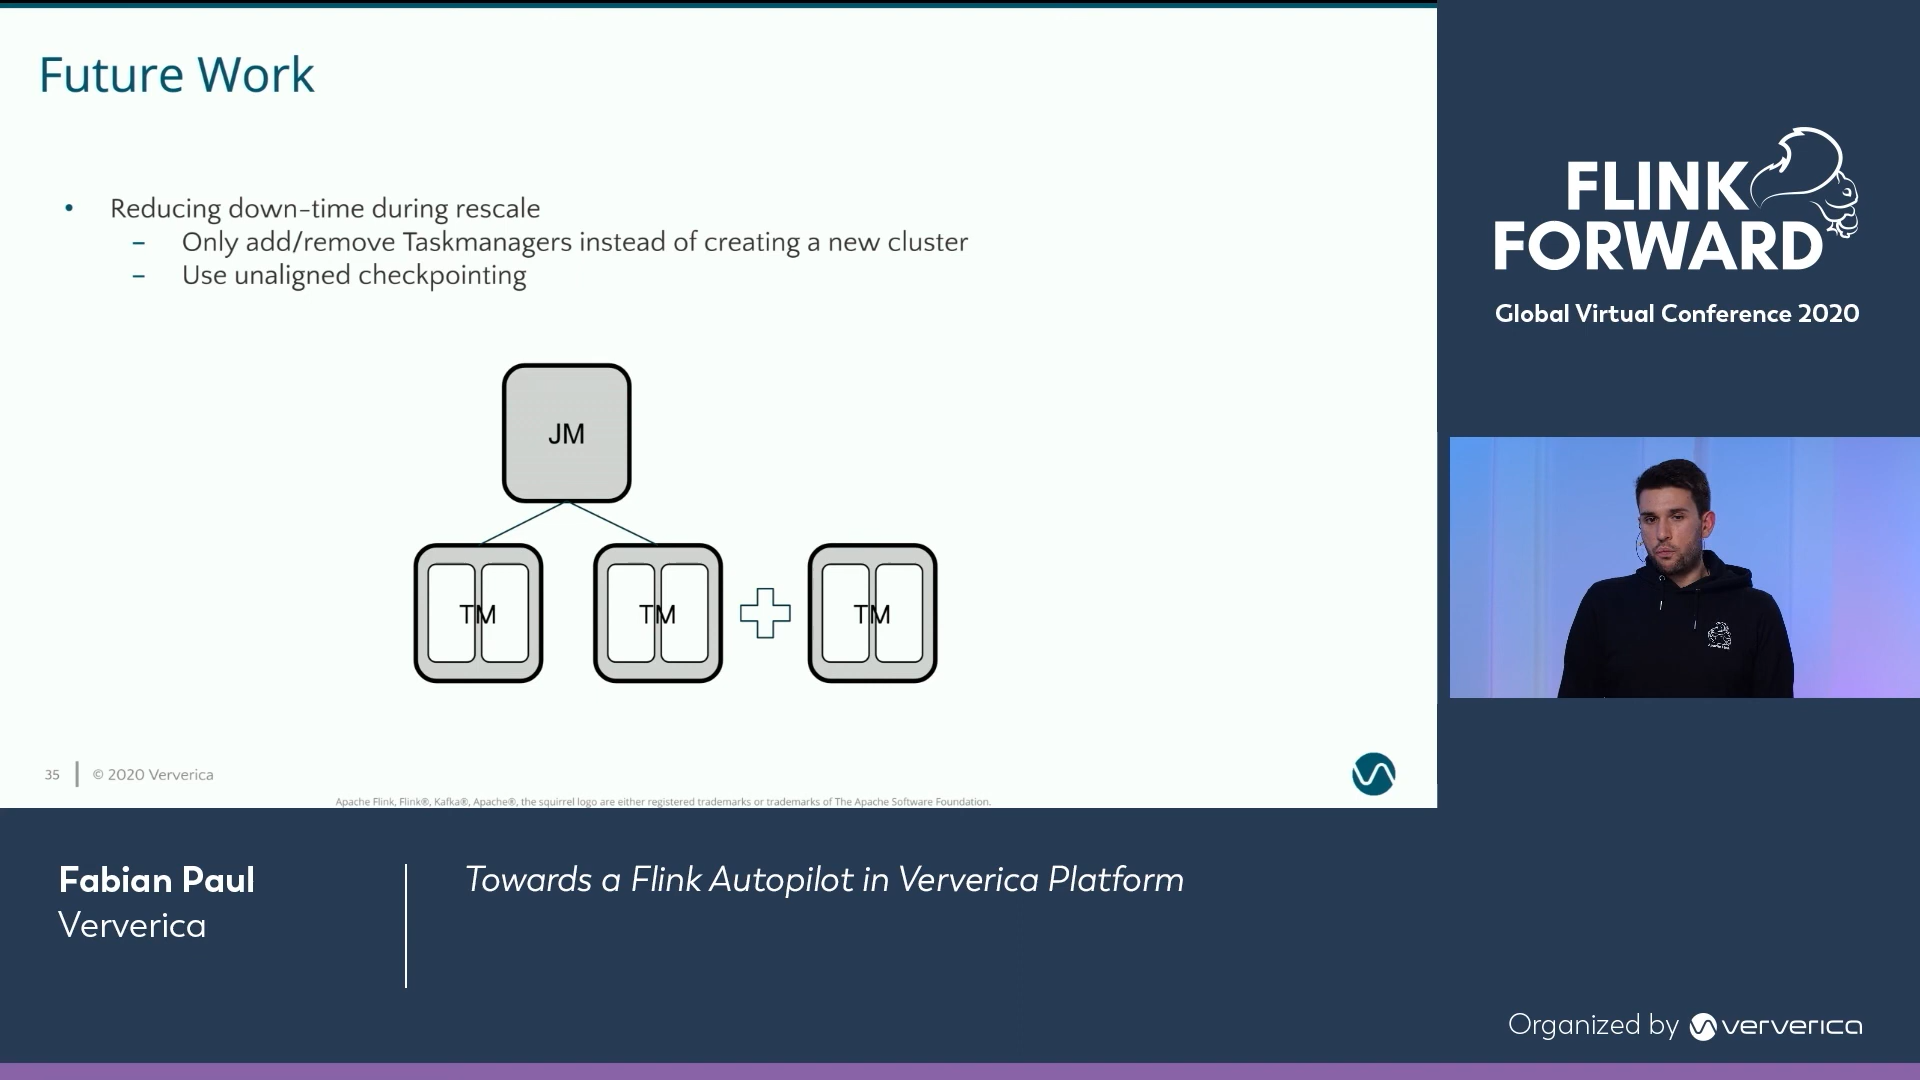 Future Work
• Reducing down-time during rescale
– Only add/remove Taskmanagers instead of creating a new cluster
– Use unaligned checkpointing
JM
TM
TM
TM
35
© 2020 Ververica
Apache Flink, Flink®, Kafka®, Apache®, the squirrel logo are either registered trademarks or trademarks of The Apache Software Foundation.
FLINK
FORWARD
Global Virtual Conference 2020
Fabian Paul
Ververica
Towards a Flink Autopilot in Ververica Platform
Organized by ververica